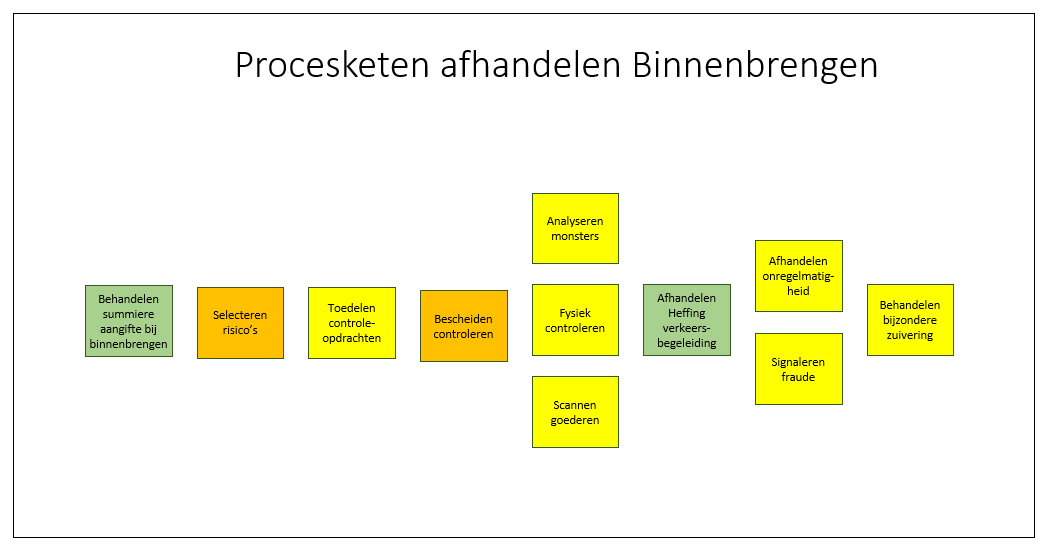 Procesketen afhandelen Binnenbrengen
Behandelen
summiere
aangifte bij
binnenbrengen
Selecteren
risico’s
Toedelen
controle-
opdrachten
Bescheiden
controleren
Analyseren
monsters
Fysiek
controleren
Scannen
goederen
Afhandelen
Heffing
verkeers-
begeleiding
Afhandelen
onregelmatig-
heid
Signaleren
fraude
Behandelen
bijzondere
zuivering